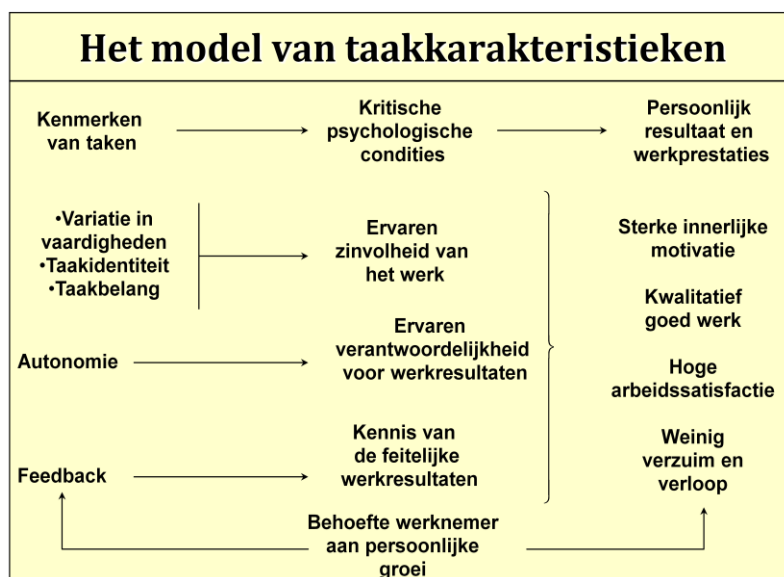 Het model van taakkarakteristieken
Kenmerken
van taken
Kritische
psychologische
condities
Persoonlijk
resultaat en
werkprestaties
•Variatie in
vaardigheden
•Taakidentiteit
•Taakbelang
Ervaren
zinvolheid van
het werk
Sterke innerlijke
motivatie
Kwalitatief
goed werk
Autonomie
Ervaren
verantwoordelijkheid
voor werkresultaten
Hoge
arbeidssatisfactie
Feedback
Kennis van
de feitelijke
werkresultaten
Weinig
verzuim en
verloop
Behoefte werknemer
aan persoonlijke
groei